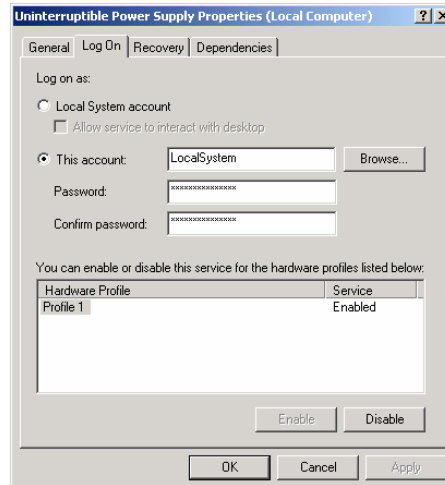 Uninterruptible Power Supply Properties (Local Computer)
General Log On Recovery Dependencies
Log on as:
Local System account
Allow service to interact with desktop
This account: LocalSystem Browse...
Password: xxxxxxxxxxxxxxx
Confirm password: xxxxxxxxxxxxxxx
You can enable or disable this service for the hardware profiles listed below:
Hardware Profile Service
Profile 1 Enabled
Enable Disable
OK Cancel Apply